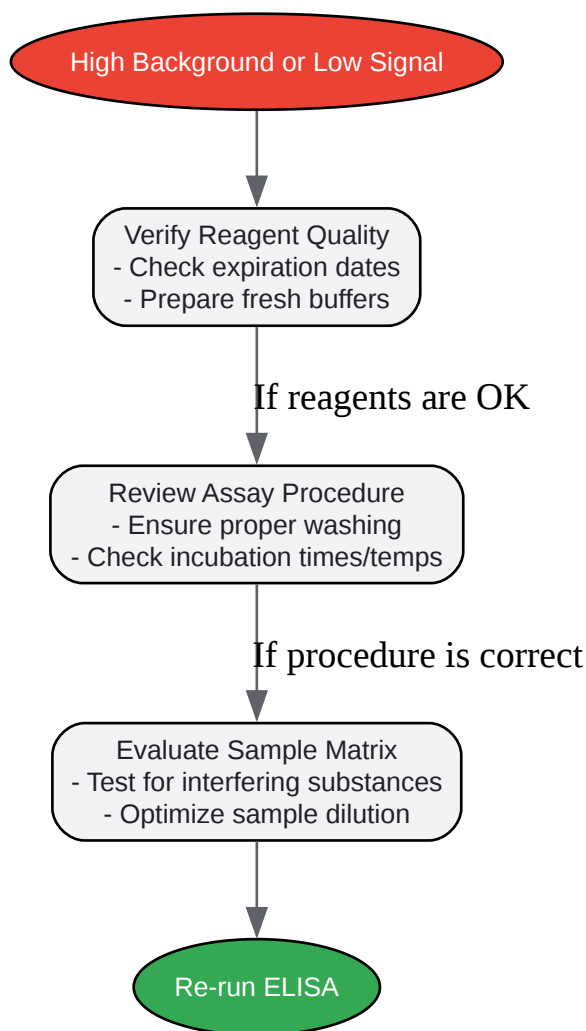 High Background or Low Signal
Verify Reagent Quality
- Check expiration dates
- Prepare fresh buffers
If reagents are OK
Review Assay Procedure
- Ensure proper washing
- Check incubation times/temps
If procedure is correct
Evaluate Sample Matrix
- Test for interfering substances
- Optimize sample dilution
Re-run ELISA